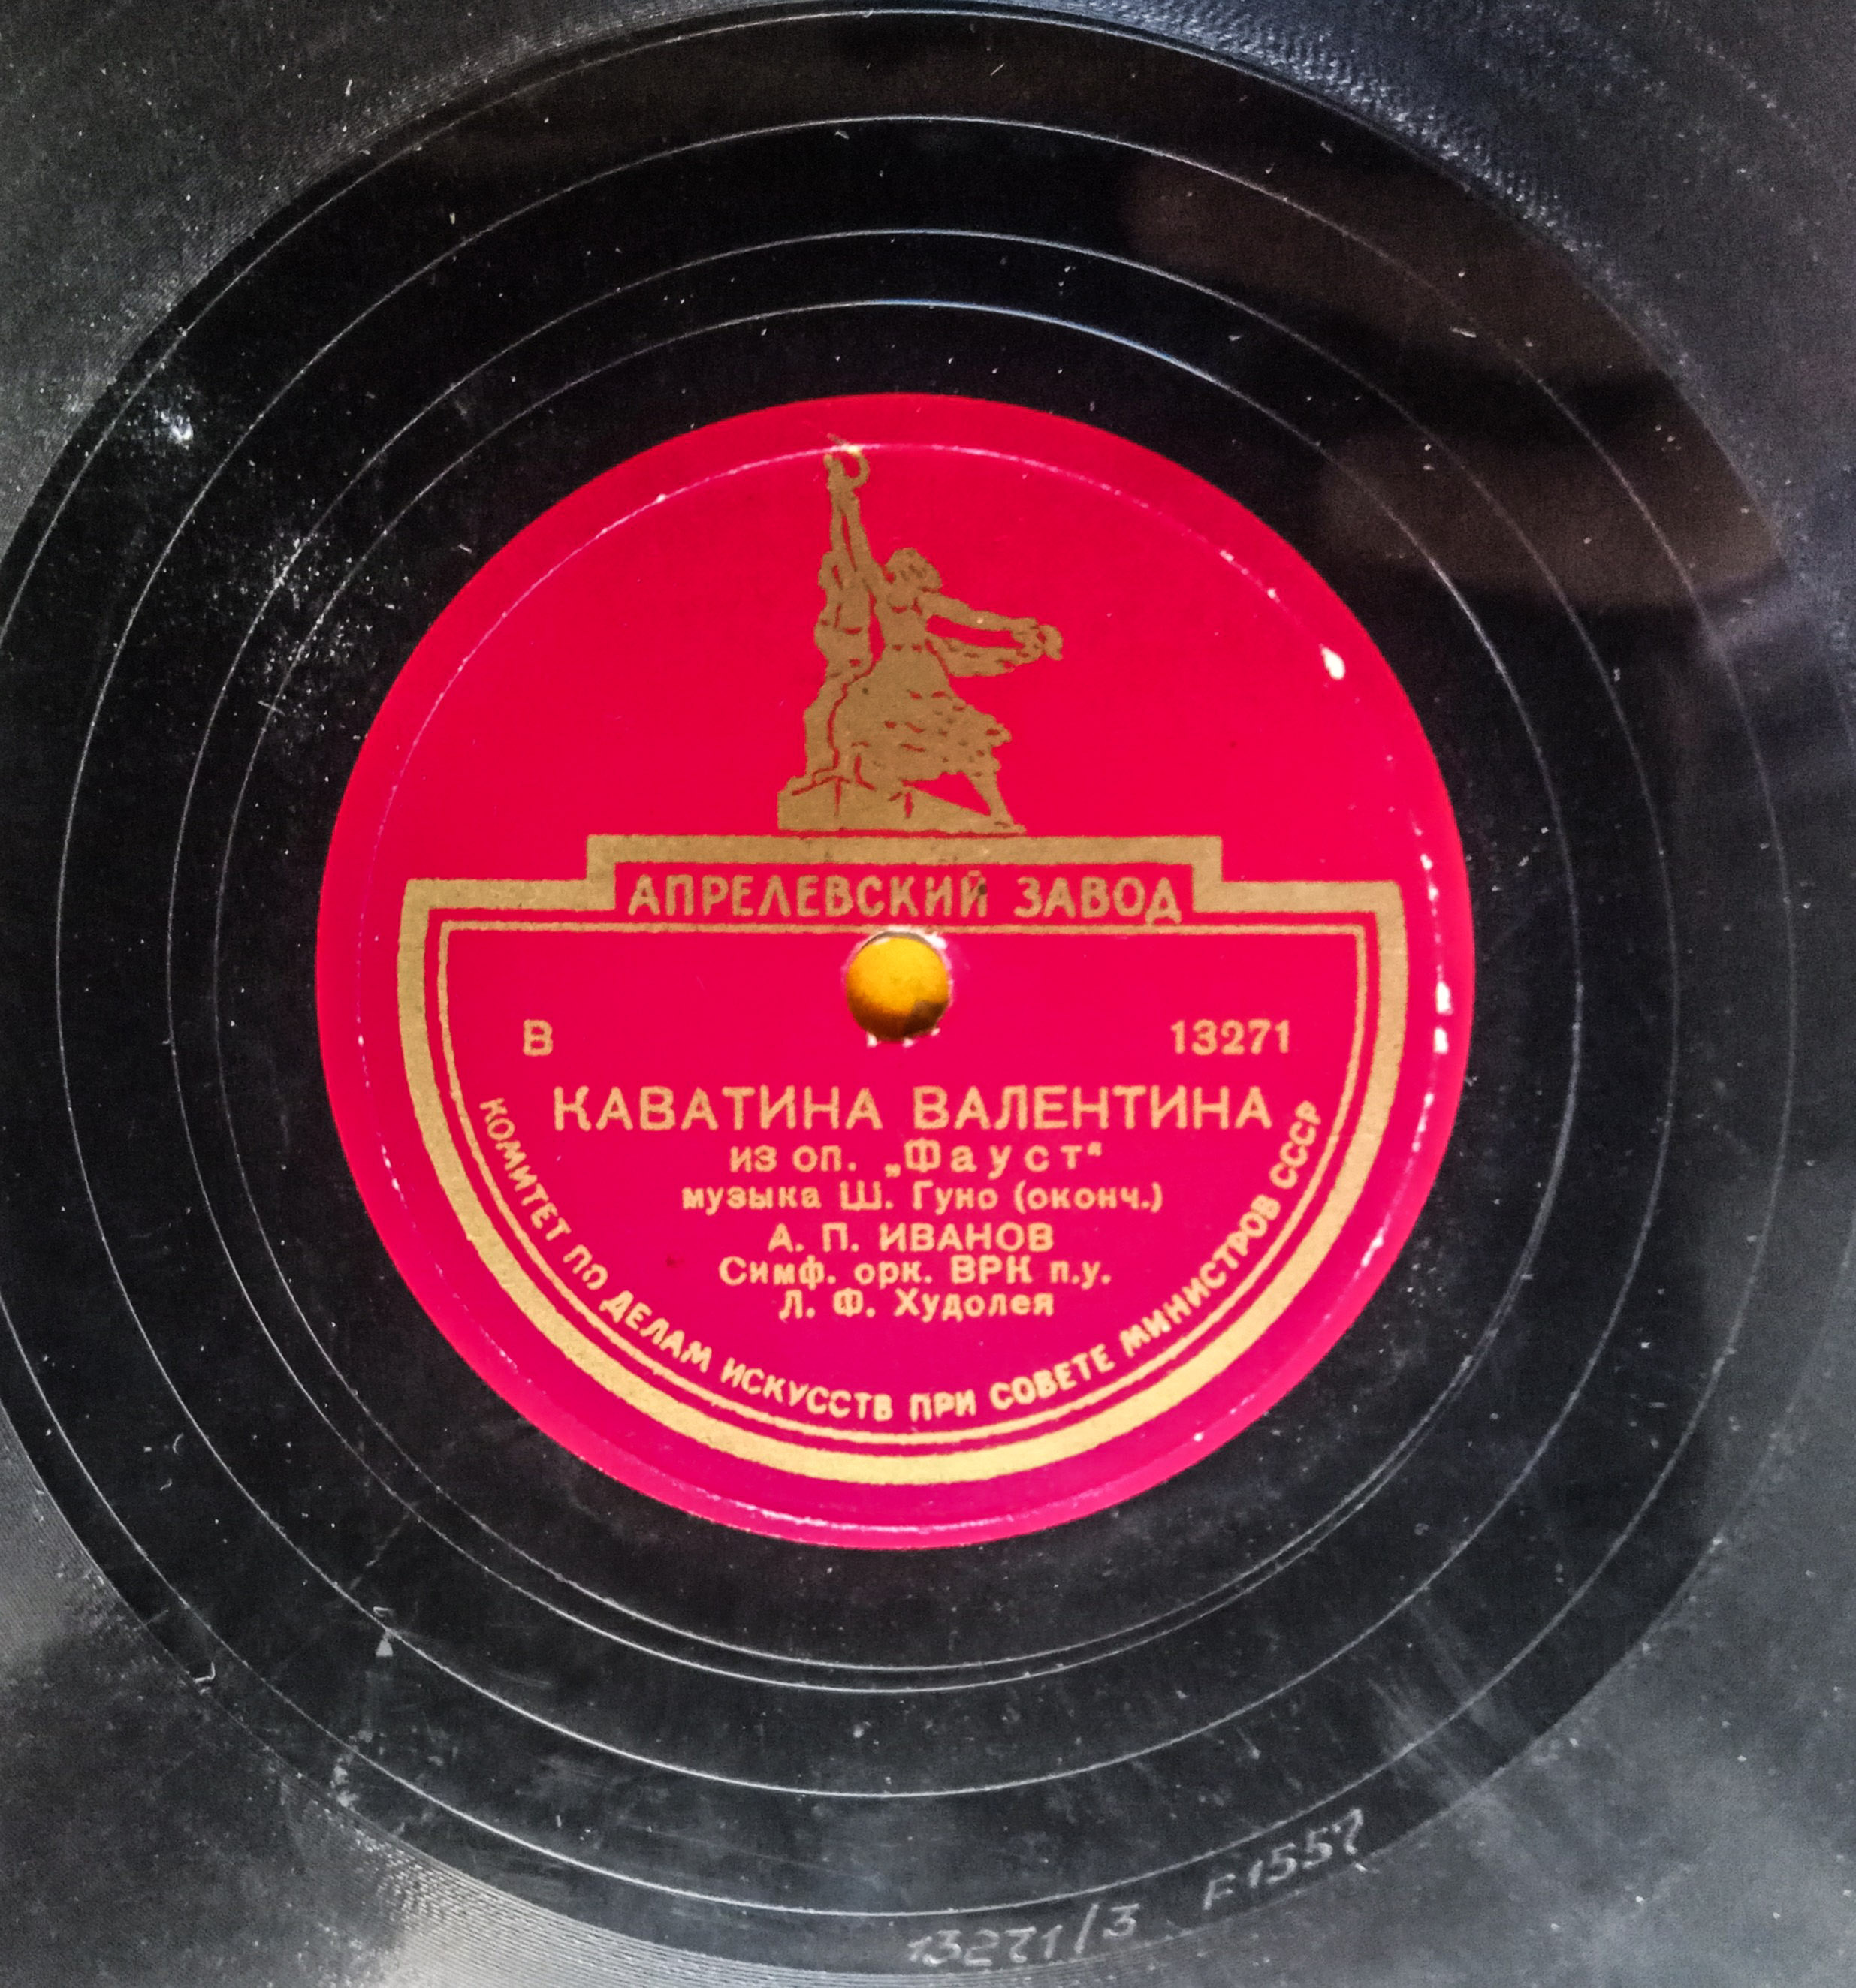 АПРЕЛЕВСКИЙ ЗАВОД
В 13271
КАВАТИНА ВАЛЕНТИНА
из оп. „Фауст“
музыка Ш. Гуно (оконч.)
А. П. ИВАНОВ
Симф. орк. ВРК п.у.
Л. Ф. Худолея
КОМИТЕТ ПО ДЕЛАМ ИСКУССТВ ПРИ СОВЕТЕ МИНИСТРОВ СССР
13271/3 F1557